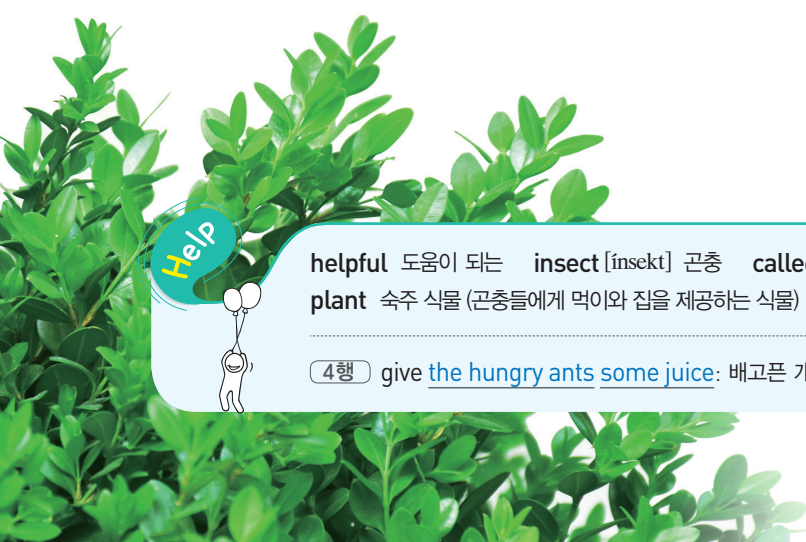 Help
helpful 도움이 되는 insect [ínsekt] 곤충
plant 숙주 식물 (곤충들에게 먹이와 집을 제공하는 식물)
4행 give the hungry ants some juice: 배고픈